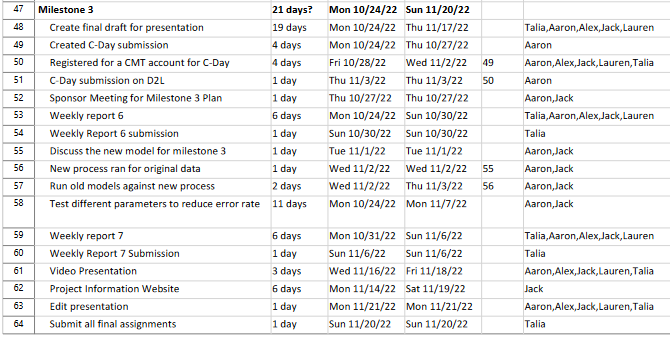 47 Milestone 3 21 days? Mon 10/24/22 Sun 11/20/22
48 Create final draft for presentation 19 days Mon 10/24/22 Thu 11/17/22 Talia,Aaron,Alex,Jack,Lauren
49 Created C-Day submission 4 days Mon 10/24/22 Thu 10/27/22 Aaron
50 Registered for a CMT account for C-Day 4 days Fri 10/28/22 Wed 11/2/22 49 Aaron,Alex,Jack,Lauren,Talia
51 C-Day submission on D2L 1 day Thu 11/3/22 Thu 11/3/22 50 Aaron
52 Sponsor Meeting for Milestone 3 Plan 1 day Thu 10/27/22 Thu 10/27/22 Aaron,Jack
53 Weekly report 6 6 days Mon 10/24/22 Sun 10/30/22 Talia,Aaron,Alex,Jack,Lauren
54 Weekly Report 6 submission 1 day Sun 10/30/22 Sun 10/30/22 Talia
55 Discuss the new model for milestone 3 1 day Tue 11/1/22 Tue 11/1/22 Aaron,Jack
56 New process ran for original data 1 day Wed 11/2/22 Wed 11/2/22 55 Aaron,Jack
57 Run old models against new process 2 days Wed 11/2/22 Thu 11/3/22 56 Aaron,Jack
58 Test different parameters to reduce error rate 11 days Mon 10/24/22 Mon 11/7/22 Aaron,Jack
59 Weekly report 7 6 days Mon 10/31/22 Sun 11/6/22 Talia,Aaron,Alex,Jack,Lauren
60 Weekly Report 7 Submission 1 day Sun 11/6/22 Sun 11/6/22 Talia
61 Video Presentation 3 days Wed 11/16/22 Fri 11/18/22 Aaron,Alex,Jack,Lauren,Talia
62 Project Information Website 6 days Mon 11/14/22 Sat 11/19/22 Jack
63 Edit presentation 1 day Mon 11/21/22 Mon 11/21/22 Aaron,Alex,Jack,Lauren,Talia
64 Submit all final assignments 1 day Sun 11/20/22 Sun 11/20/22 Talia